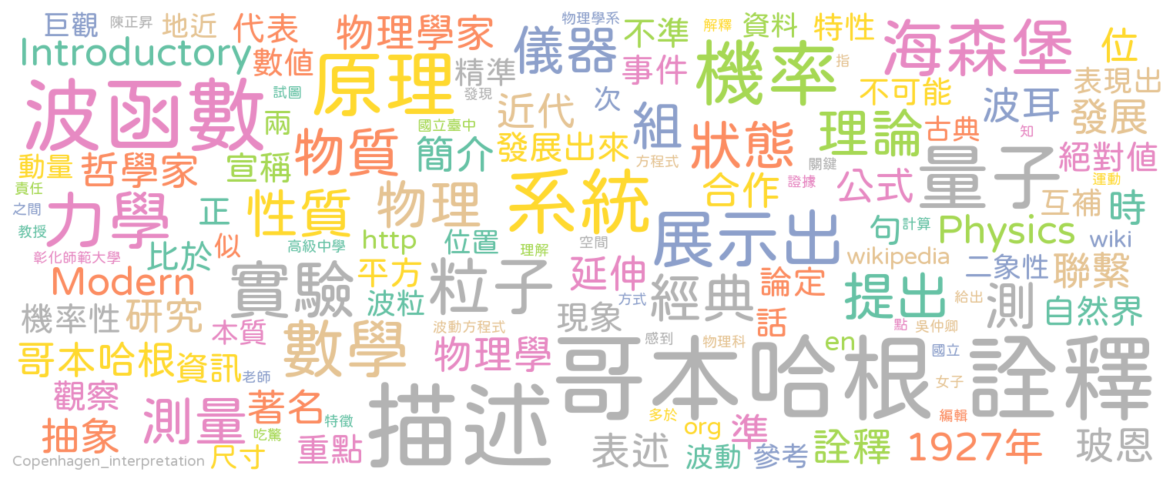 巨觀
陳正昇
地近
代表
物理學家
儀器
物理學系
不準
解釋
資料
特性
海森堡
位
Introductory
數值
原理
精準
事件
機率
指
不可能
表現出
波函數
試圖
發現
近代
次
組
理論
波耳
發展
兩
國立臺中
簡介
發展出來
方程式
狀態
關鍵
古典
知
絕對值
動量
哲學家
宣稱
物質
系統
合作
證據
公式
量子
運動
責任
之間
力學
正
性質
物理
展示出
互補
時
教授
似
http
位置
理解
空間
句
計算
Physics
wiki
彰化師範大學
比於
高級中學
平方
粒子
延伸
經典
論定
wikipedia
二象性
聯繫
Modern
實驗
波粒
方式
提出
給出
測
自然界
機率性
研究
本質
數學
波動方程式
現象
話
點
吳仲卿
哥本哈根
資訊
老師
物理學
描述
感到
物理科
en
國立
哥本哈根詮釋
女子
觀察
測量
著名
特徵
多於
org
準
編輯
抽象
吃驚
重點
表述
波動
參考
詮釋
1927年
玻恩
Copenhagen_interpretation
尺寸